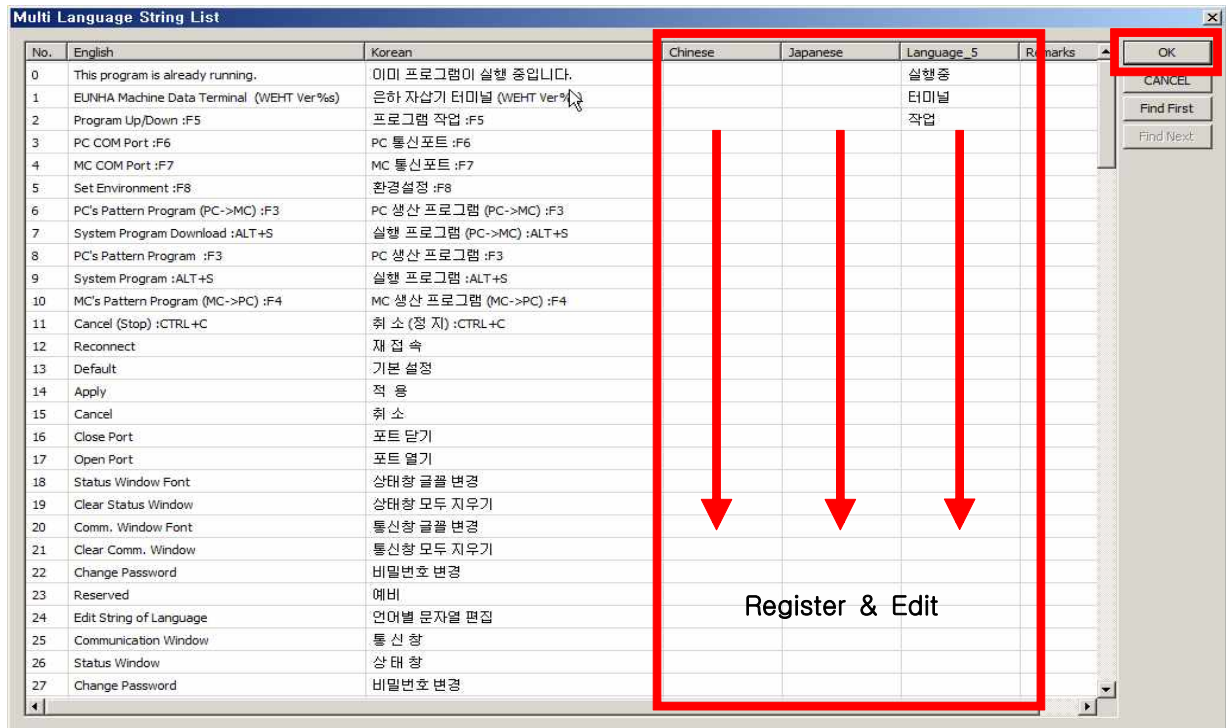 Multi Language String List
No. English Korean Chinese Japanese Language_5 Remarks
OK
CANCEL
Find First
Find Next
0 This program is already running. 이미 프로그램이 실행 중입니다. 실행중
1 EUNHA Machine Data Terminal (WEHT Ver%s) 은하 자삽기 터미널 (WEHT Ver% 터미널
2 Program Up/Down :F5 프로그램 작업 :F5 작업
3 PC COM Port :F6 PC 통신포트 :F6
4 MC COM Port :F7 MC 통신포트 :F7
5 Set Environment :F8 환경설정 :F8
6 PC's Pattern Program (PC->MC) :F3 PC 생산 프로그램 (PC->MC) :F3
7 System Program Download :ALT+S 실행 프로그램 (PC->MC) :ALT+S
8 PC's Pattern Program :F3 PC 생산 프로그램 :F3
9 System Program :ALT+S 실행 프로그램 :ALT+S
10 MC's Pattern Program (MC->PC) :F4 MC 생산 프로그램 (MC->PC) :F4
11 Cancel (Stop) :CTRL+C 취 소 (정 지) :CTRL+C
12 Reconnect 재 접 속
13 Default 기본 설정
14 Apply 적 용
15 Cancel 취 소
16 Close Port 포트 닫기
17 Open Port 포트 열기
18 Status Window Font 상태창 글꼴 변경
19 Clear Status Window 상태창 모두 지우기
20 Comm. Window Font 통신창 글꼴 변경
21 Clear Comm. Window 통신창 모두 지우기
22 Change Password 비밀번호 변경
23 Reserved 예비
24 Edit String of Language 언어별 문자열 편집
25 Communication Window 통 신 창
26 Status Window 상 태 창
27 Change Password 비밀번호 변경
Register & Edit